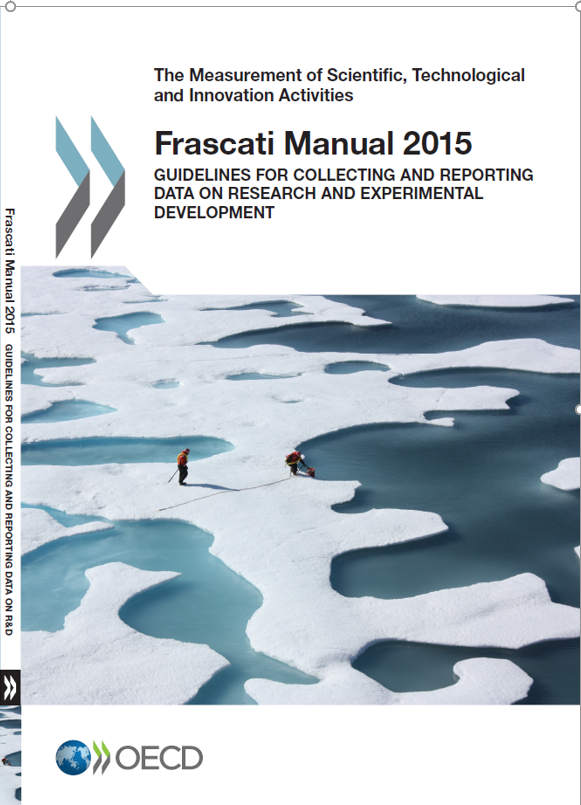 The Measurement of Scientific, Technological
and Innovation Activities
Frascati Manual 2015
GUIDELINES FOR COLLECTING AND REPORTING
DATA ON RESEARCH AND EXPERIMENTAL
DEVELOPMENT
Frascati Manual 2015 GUIDELINES FOR COLLECTING AND REPORTING DATA ON R&D
OECD